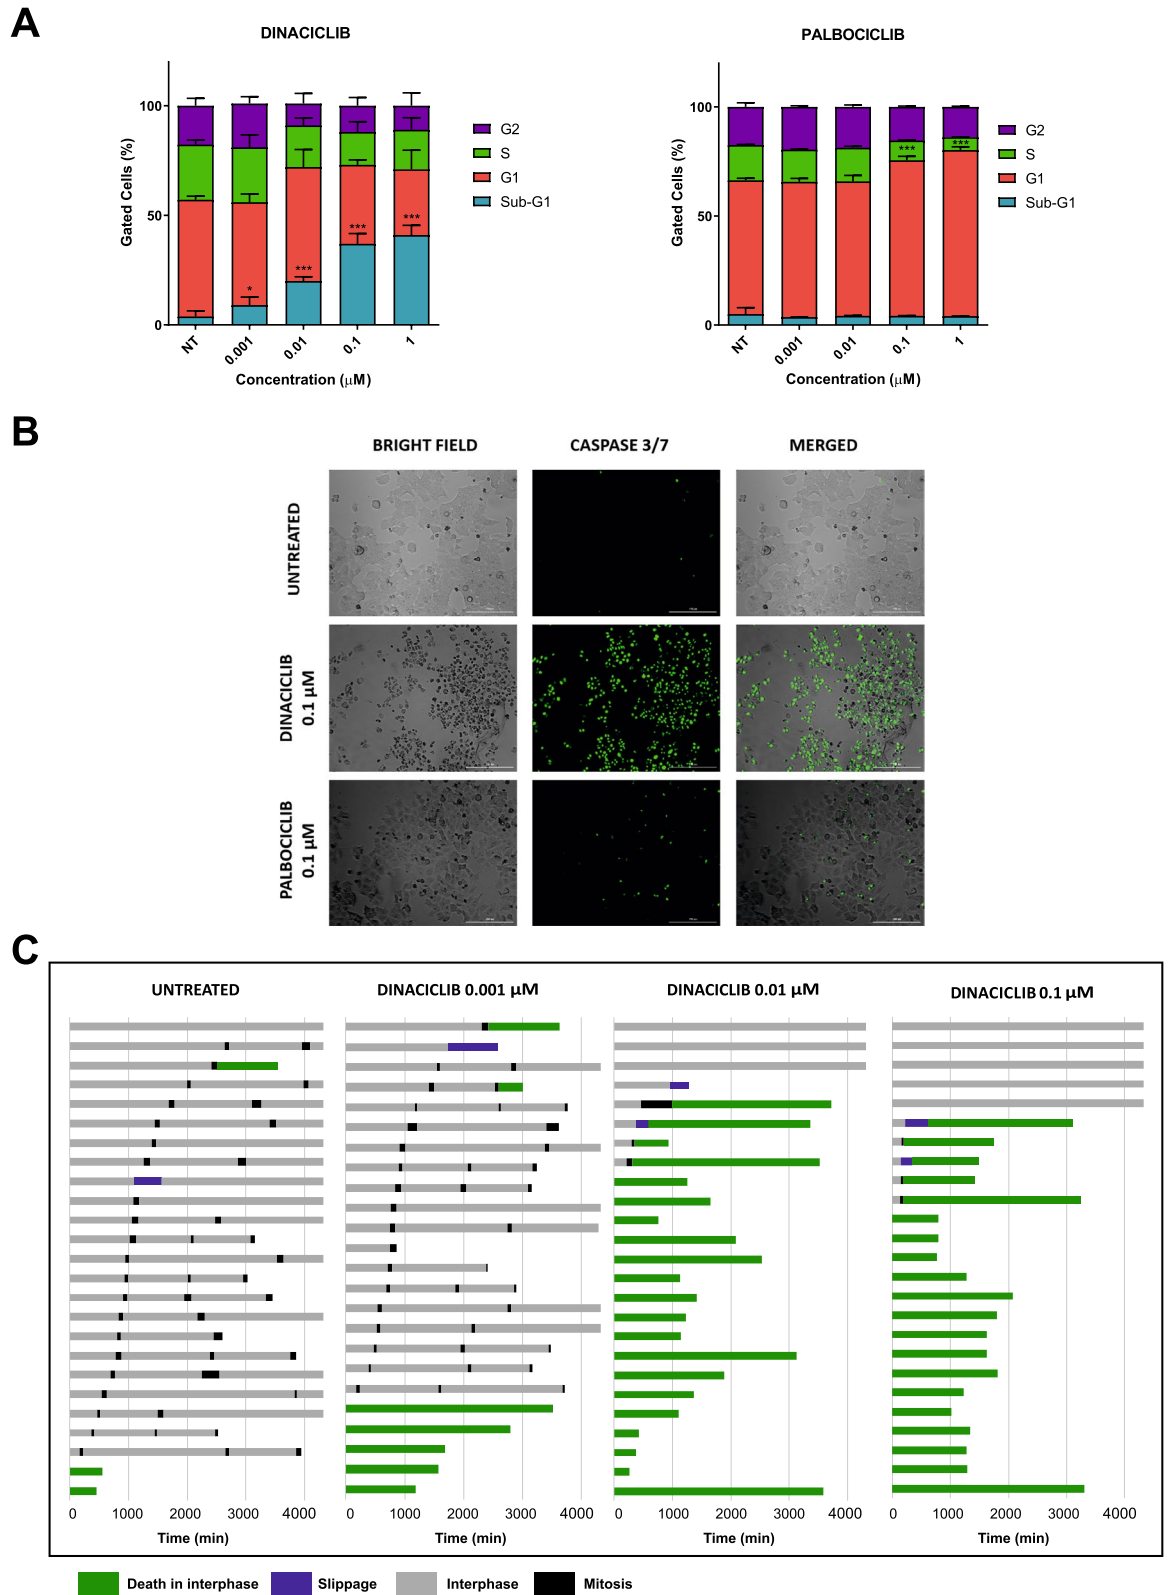 A
DINACICLIB
PALBOCICLIB
Gated Cells (%)
100
50
0
*
***
***
***
NT
0.001
0.01
0.1
1
Concentration (μM)
G2
S
G1
Sub-G1
Gated Cells (%)
100
50
0
***
***
NT
0.001
0.01
0.1
1
Concentration (μM)
G2
S
G1
Sub-G1
B
BRIGHT FIELD
CASPASE 3/7
MERGED
UNTREATED
DINACICLIB
0.1 μM
PALBOCICLIB
0.1 μM
C
UNTREATED
DINACICLIB 0.001 μM
DINACICLIB 0.01 μM
DINACICLIB 0.1 μM
0 1000 2000 3000 4000
0 1000 2000 3000 4000
0 1000 2000 3000 4000
0 1000 2000 3000 4000
Time (min)
Time (min)
Time (min)
Time (min)
Death in interphase
Slippage
Interphase
Mitosis